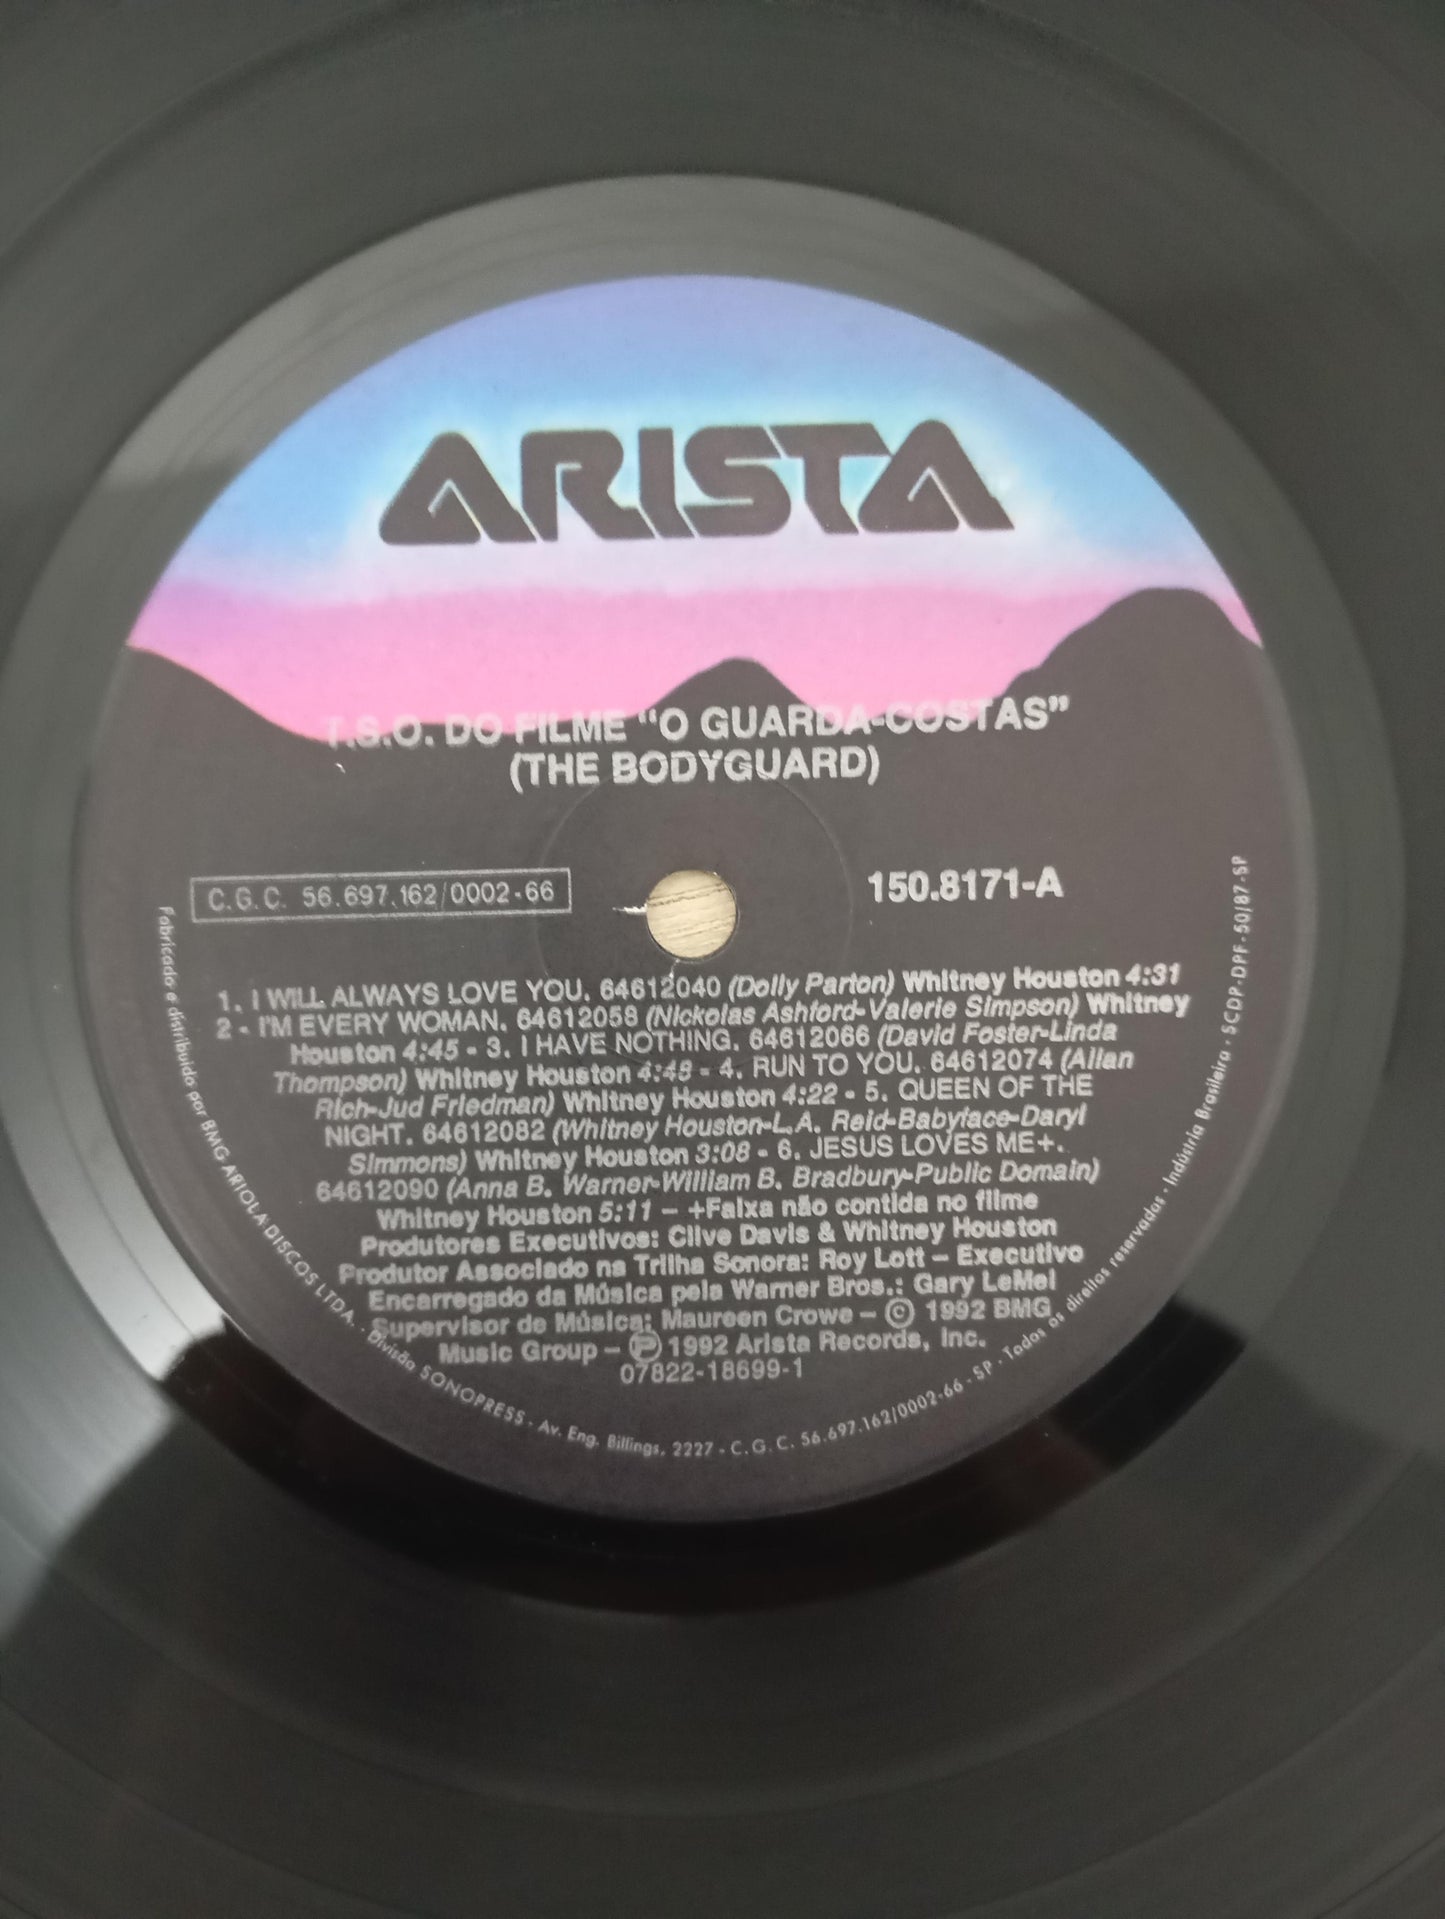 ARISTA
T.S.O. DO FILME "O GUARDA-COSTAS"
(THE BODYGUARD)
C.G.C. 56.697.162/0002-66
150.8171-A
1. I WILL ALWAYS LOVE YOU. 64612040 (Dolly Parton) Whitney Houston 4:31
2 - I'M EVERY WOMAN. 64612058 (Nickolas Ashford-Valerie Simpson) Whitney
Houston 4:45 - 3. I HAVE NOTHING. 64612066 (David Foster-Linda
Thompson) Whitney Houston 4:48 - 4. RUN TO YOU. 64612074 (Allan
Rich-Jud Friedman) Whitney Houston 4:22 - 5. QUEEN OF THE
NIGHT. 64612082 (Whitney Houston-L.A. Reid-Babyface-Daryl
Simmons) Whitney Houston 3:08 - 6. JESUS LOVES ME+.
64612090 (Anna B. Warner-William B. Bradbury-Public Domain)
Whitney Houston 5:11 – +Faixa não contida no filme
Produtores Executivos: Clive Davis & Whitney Houston
Produtor Associado na Trilha Sonora: Roy Lott – Executivo
Encarregado da Música pela Warner Bros.: Gary LeMel
Supervisor de Música: Maureen Crowe – © 1992 BMG
Music Group – ℗ 1992 Arista Records, Inc.
07822-18699-1
Fabricado e distribuído por BMG ARIOLA DISCOS LTDA. - Divisão SONOPRESS - Av. Eng. Billings, 2227 - C.G.C. 56.697.162/0002-66 - SP - Todos os direitos reservados - Indústria Brasileira - SCDP-DPF-50/87-SP